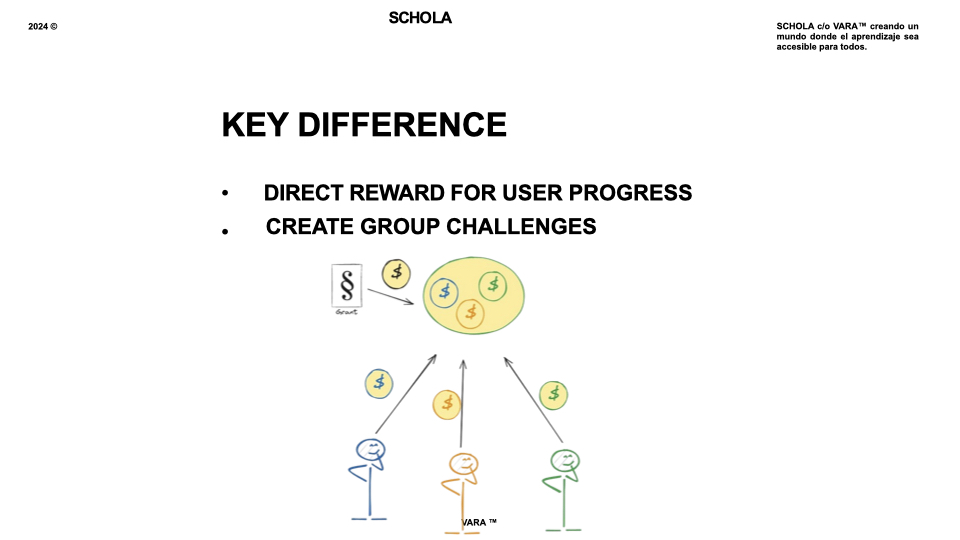 SCHOLA
2024 ©
SCHOLA c/o VARA™ creando un
mundo donde el aprendizaje sea
accesible para todos.
KEY DIFFERENCE
• DIRECT REWARD FOR USER PROGRESS
• CREATE GROUP CHALLENGES
§
$
$
$
$
Grant
$
$
$
VARA ™